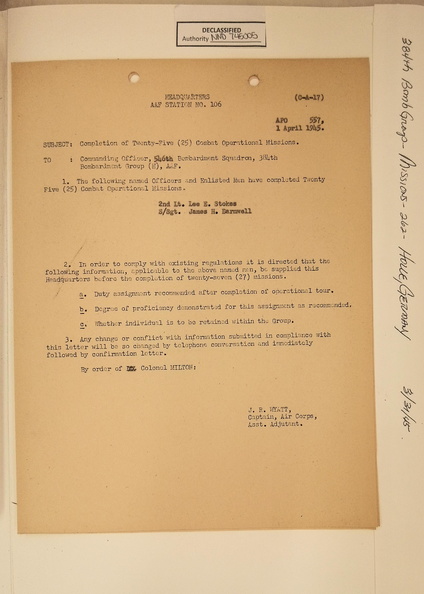 DECLASSIFIED
Authority NND 745005
HEADQUARTERS
AAF STATION NO. 106
(O-A-17)
APO 557,
1 April 1945.
SUBJECT: Completion of Twenty-Five (25) Combat Operational Missions.
TO : Commanding Officer, 546th Bombardment Squadron, 384th
Bombardment Group (H), AAF.
1. The following named Officers and Enlisted Men have completed Twenty
Five (25) Combat Operational Missions.
2nd Lt. Lee E. Stokes
S/Sgt. James H. Barnwell
2. In order to comply with existing regulations it is directed that the
following information, applicable to the above named men, be supplied this
Headquarters before the completion of twenty-seven (27) missions.
a. Duty assignment recommended after completion of operational tour.
b. Degree of proficiency demonstrated for this assignment as recommended.
c. Whether individual is to be retained within the Group.
3. Any change or conflict with information submitted in compliance with
this letter will be so changed by telephone conversation and immediately
followed by confirmation letter.
By order of Colonel MILTON:
J. R. WYATT,
Captain, Air Corps,
Asst. Adjutant.
384th Bomb Group - Missions - 262 - Halle, Germany 3/31/45